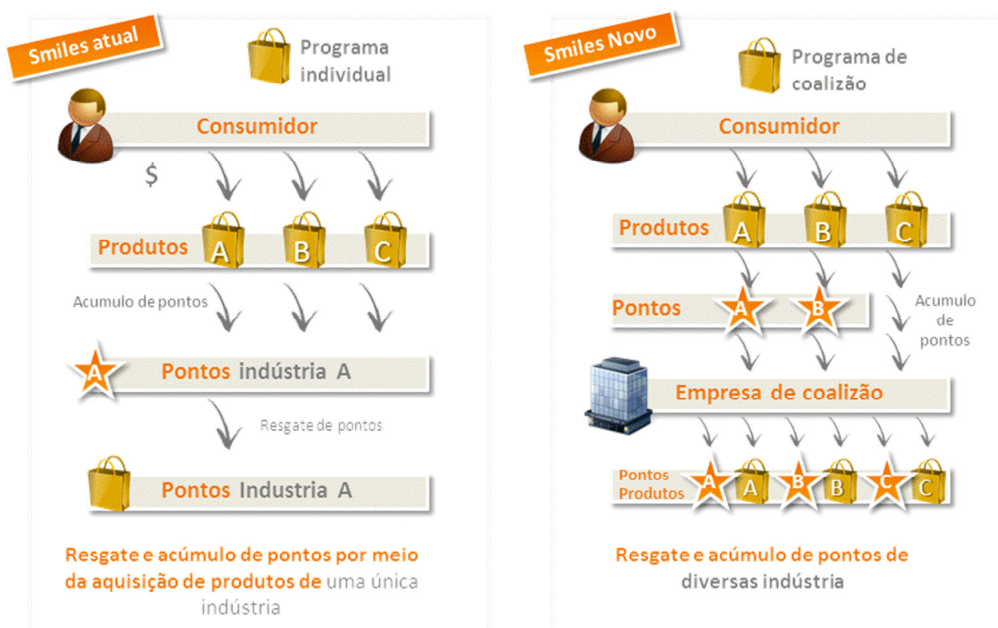 Smiles atual
Programa
individual
Consumidor
$
Produtos A B C
Acumulo de pontos
A Pontos indústria A
Resgate de pontos
Pontos Industria A
Resgate e acúmulo de pontos por meio
da aquisição de produtos de uma única
indústria
Smiles Novo
Programa de
coalizão
Consumidor
Produtos A B C
Pontos A B
Acumulo
de
pontos
Empresa de coalizão
Pontos
Produtos A A B B C C
Resgate e acúmulo de pontos de
diversas indústria